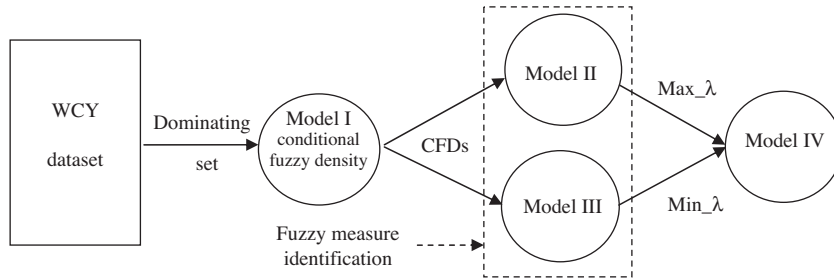 WCY
dataset
Dominating
set
Model I
conditional
fuzzy density
CFDs
Model II
Model III
Fuzzy measure
identification
Max_λ
Min_λ
Model IV